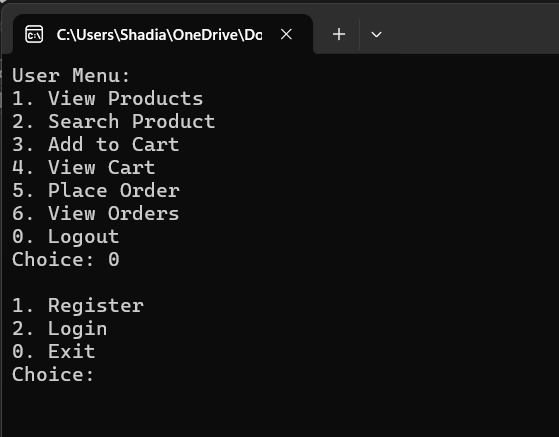 C:\Users\Shadia\OneDrive\Do
User Menu:
1. View Products
2. Search Product
3. Add to Cart
4. View Cart
5. Place Order
6. View Orders
0. Logout
Choice: 0
1. Register
2. Login
0. Exit
Choice: